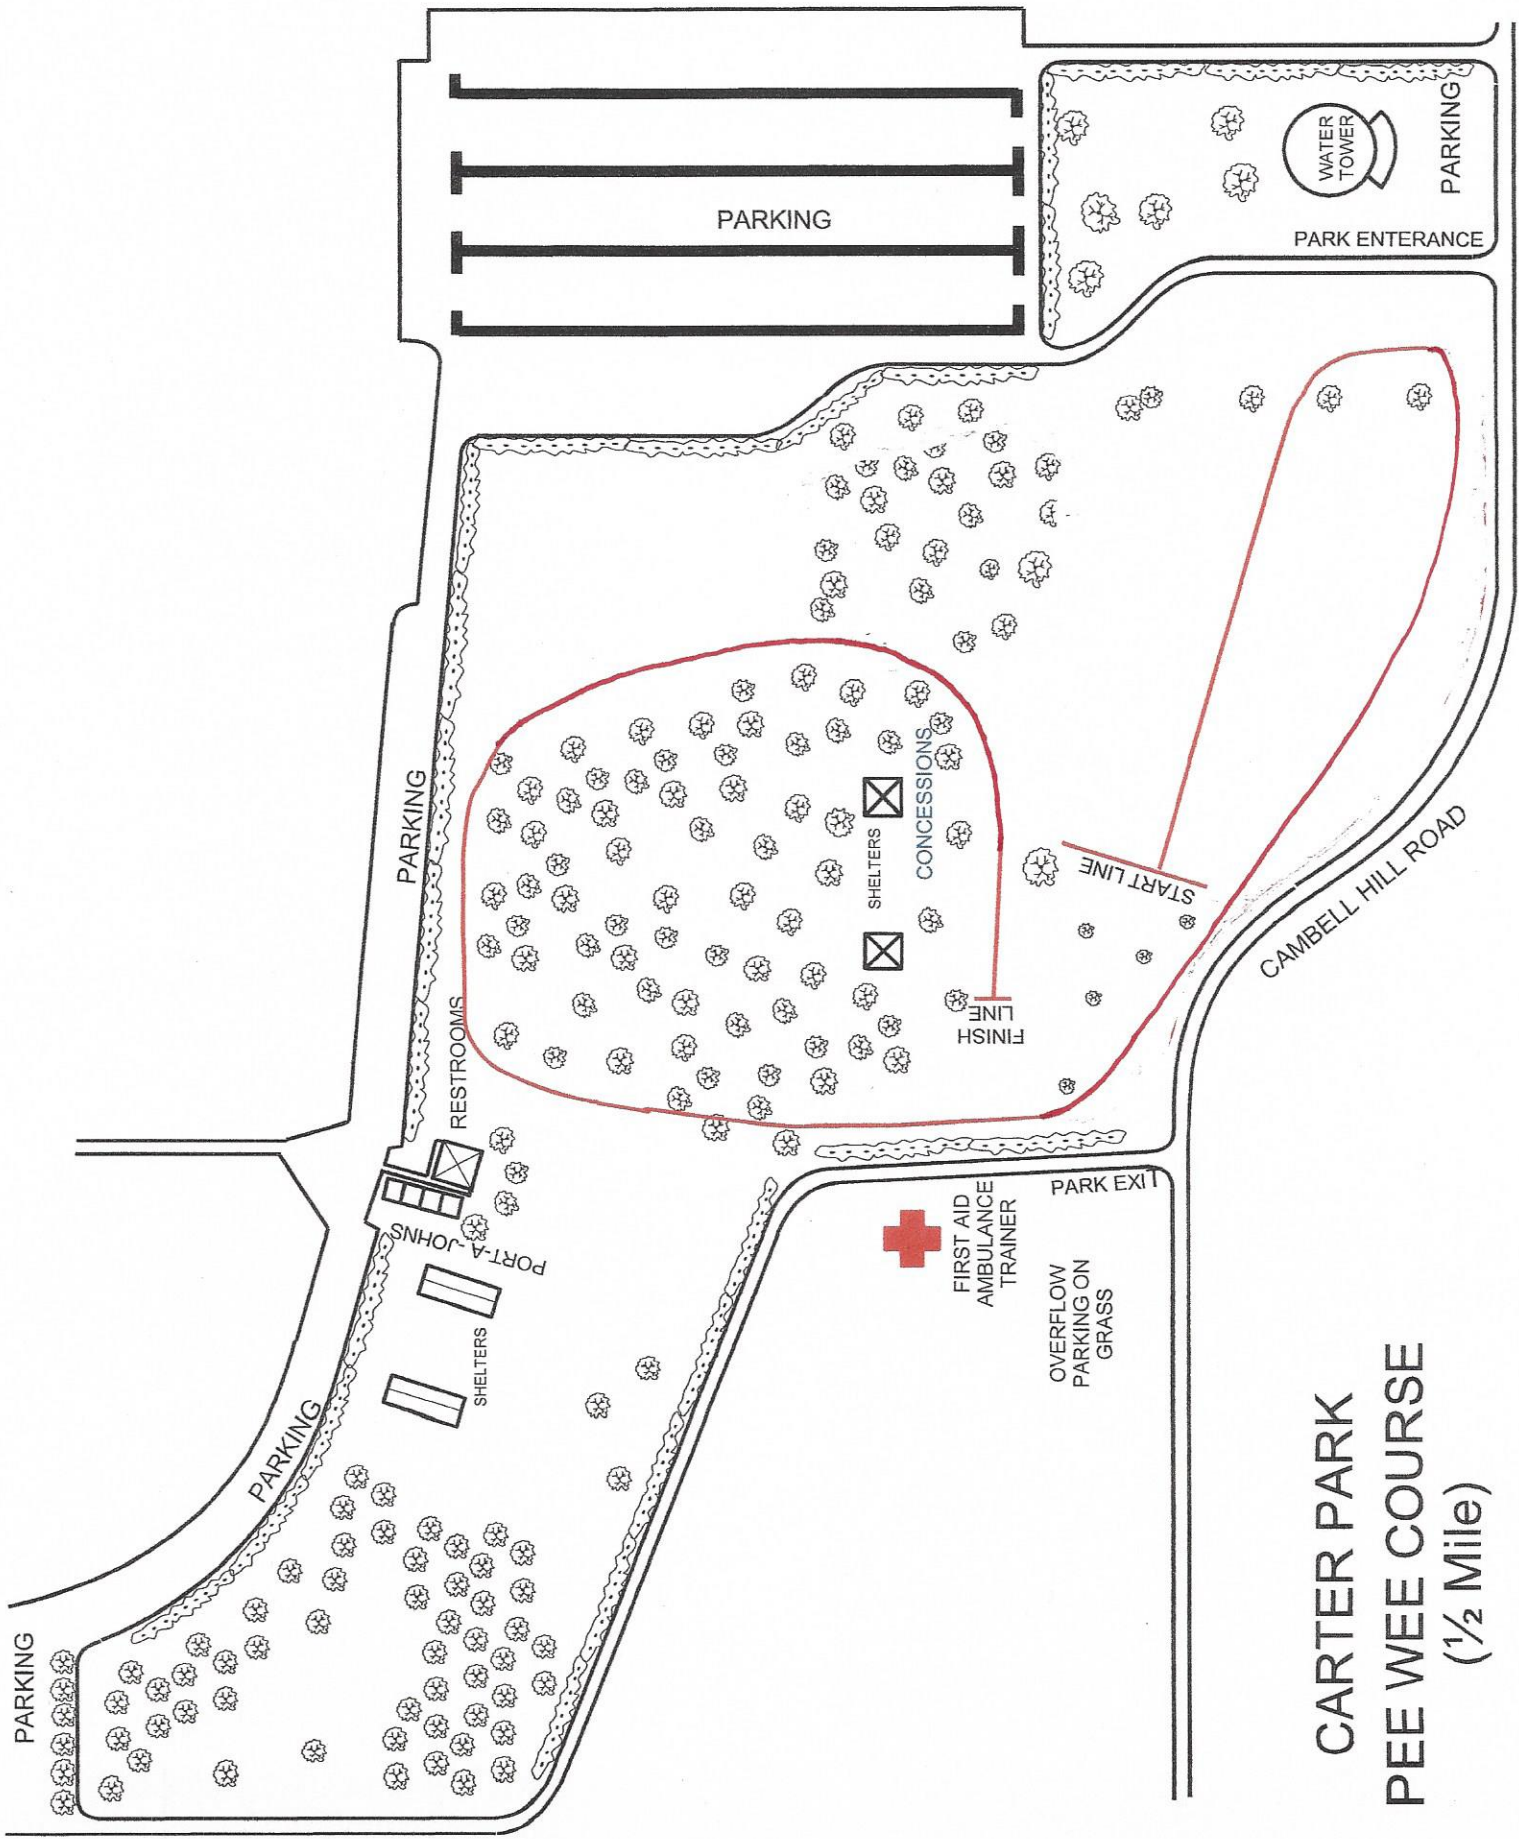 CARTER PARK
PEE WEE COURSE
(½ Mile)
PARKING
PARKING
SHELTERS
PORT-A-JOHNS
RESTROOMS
PARKING
FIRST AID
AMBULANCE
TRAINER
OVERFLOW
PARKING ON
GRASS
PARK EXIT
FINISH
LINE
SHELTERS
CONCESSIONS
START LINE
CAMBELL HILL ROAD
PARKING
PARK ENTERANCE
WATER
TOWER
PARKING